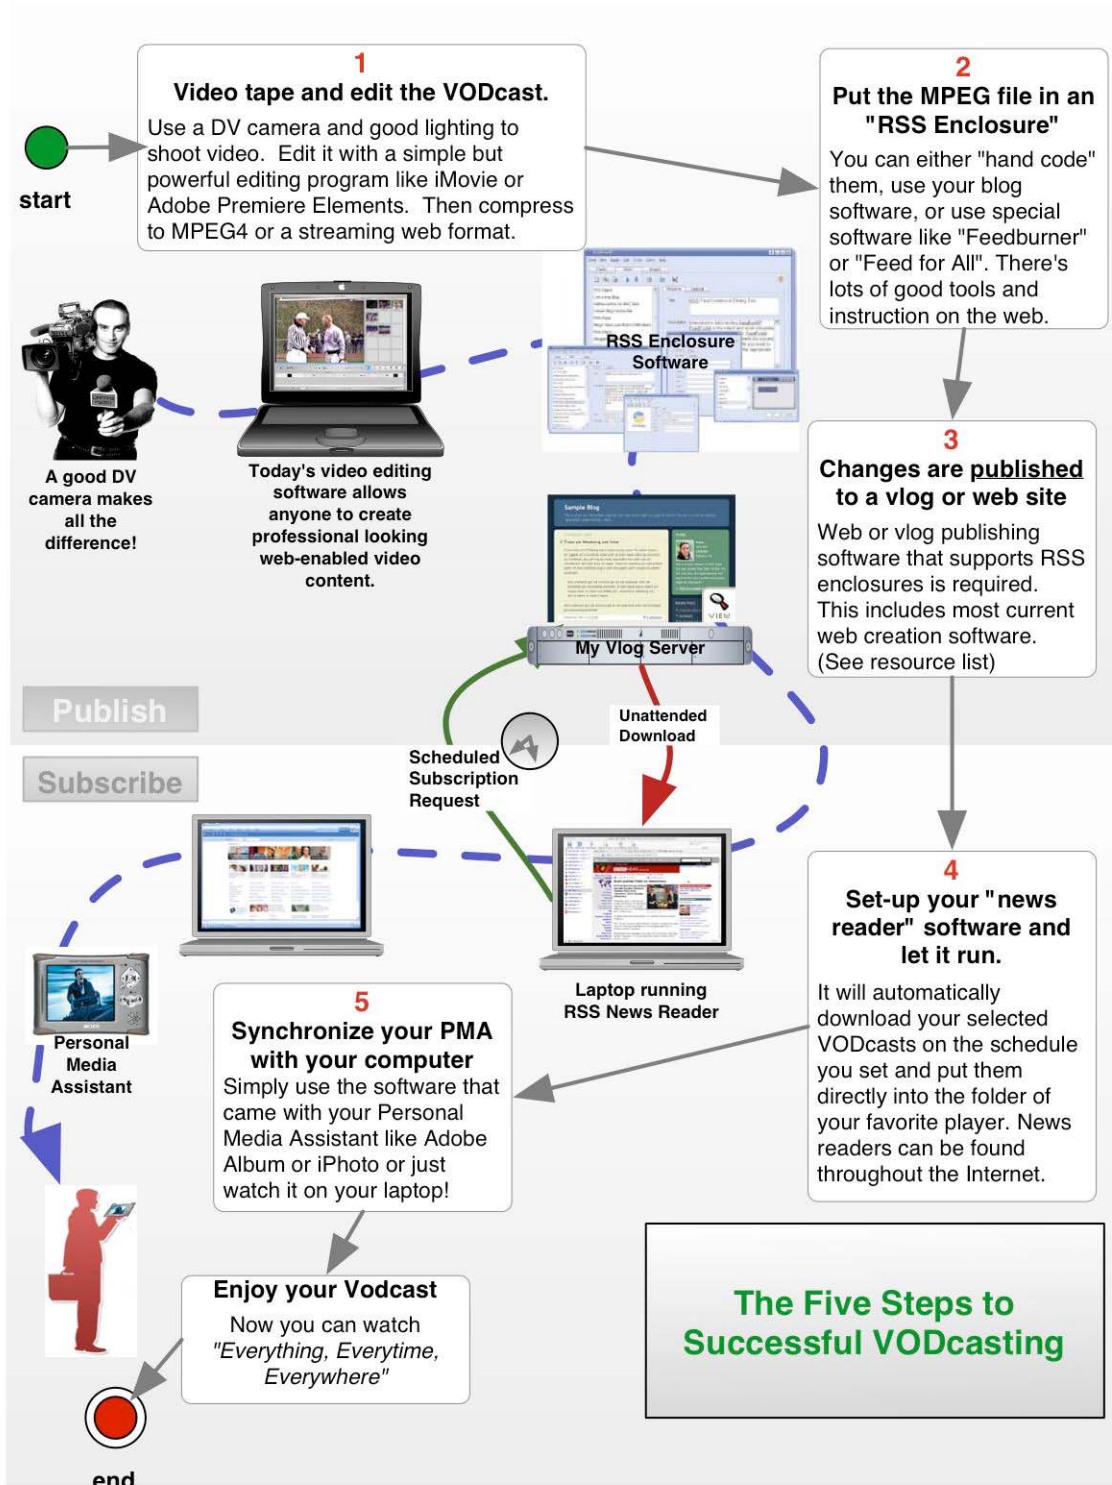 1
Video tape and edit the VODcast.
Use a DV camera and good lighting to
shoot video.  Edit it with a simple but
powerful editing program like iMovie or
Adobe Premiere Elements.  Then compress
to MPEG4 or a streaming web format.
start
2
Put the MPEG file in an
"RSS Enclosure"
You can either "hand code"
them, use your blog
software, or use special
software like "Feedburner"
or "Feed for All". There's
lots of good tools and
instruction on the web.
RSS Enclosure
Software
A good DV
camera makes
all the
difference!
Today's video editing
software allows
anyone to create
professional looking
web-enabled video
content.
3
Changes are published
to a vlog or web site
Web or vlog publishing
software that supports RSS
enclosures is required.
This includes most current
web creation software.
(See resource list)
Sample Blog
VIEW
My Vlog Server
Publish
Subscribe
Unattended
Download
Scheduled
Subscription
Request
4
Set-up your "news
reader" software and
let it run.
It will automatically
download your selected
VODcasts on the schedule
you set and put them
directly into the folder of
your favorite player. News
readers can be found
throughout the Internet.
Laptop running
RSS News Reader
Personal
Media
Assistant
5
Synchronize your PMA
with your computer
Simply use the software that
came with your Personal
Media Assistant like Adobe
Album or iPhoto or just
watch it on your laptop!
Enjoy your Vodcast
Now you can watch
"Everything, Everytime,
Everywhere"
The Five Steps to
Successful VODcasting
end